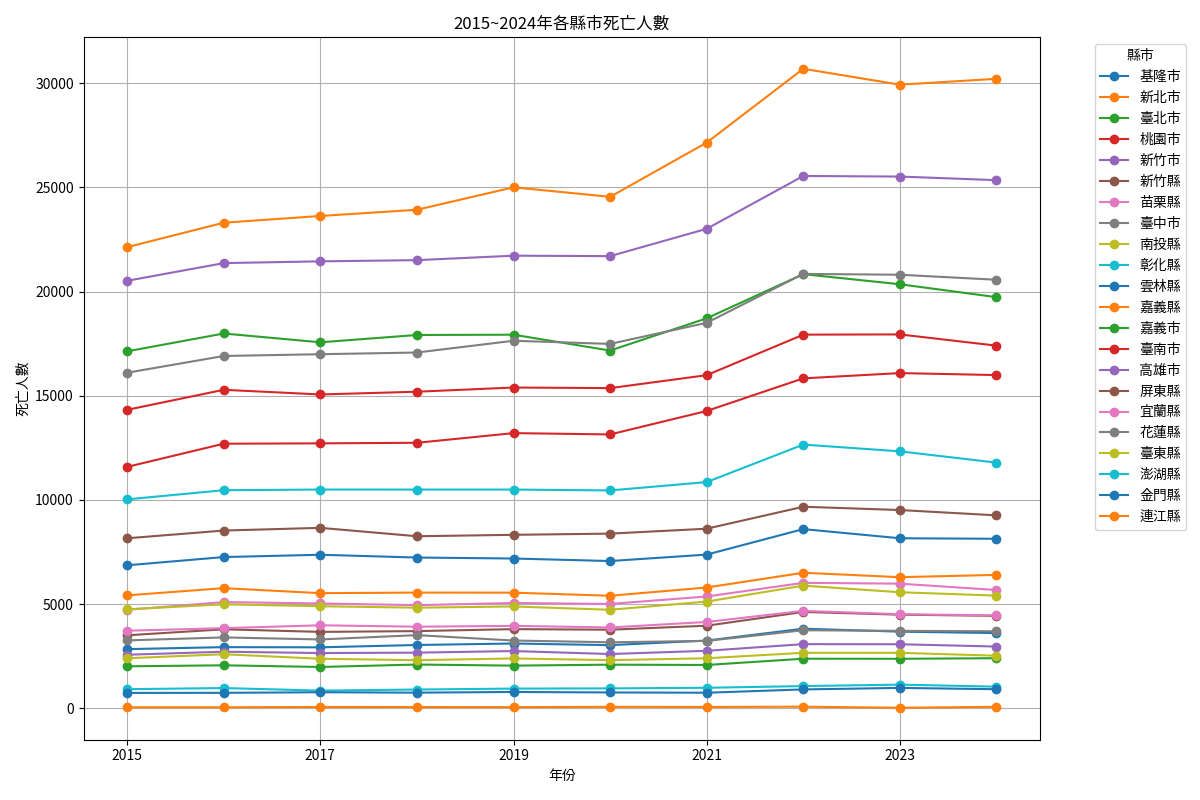 2015~2024年各縣市死亡人數
死亡人數
30000
25000
20000
15000
10000
5000
0
2015
2017
2019
2021
2023
年份
縣市
基隆市
新北市
臺北市
桃園市
新竹市
新竹縣
苗栗縣
臺中市
南投縣
彰化縣
雲林縣
嘉義縣
嘉義市
臺南市
高雄市
屏東縣
宜蘭縣
花蓮縣
臺東縣
澎湖縣
金門縣
連江縣